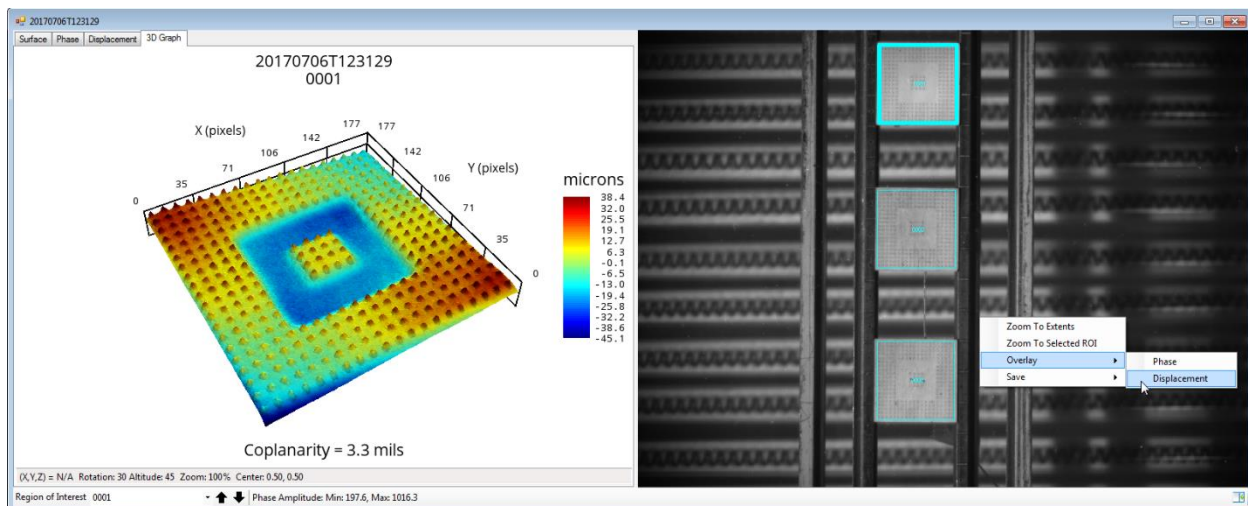 20170706T123129
Surface Phase Displacement 3D Graph
20170706T123129
0001
X (pixels)
0 35 71 106 142 177
Y (pixels)
177 142 106 71 35 0
microns
38.4
32.0
25.5
19.1
12.7
6.3
-0.1
-6.5
-13.0
-19.4
-25.8
-32.2
-38.6
-45.1
Coplanarity = 3.3 mils
(X,Y,Z) = N/A Rotation: 30 Altitude: 45 Zoom: 100% Center: 0.50, 0.50
Region of Interest 0001 Phase Amplitude: Min: 197.6, Max: 1016.3
Zoom To Extents
Zoom To Selected ROI
Overlay
Save
Phase
Displacement